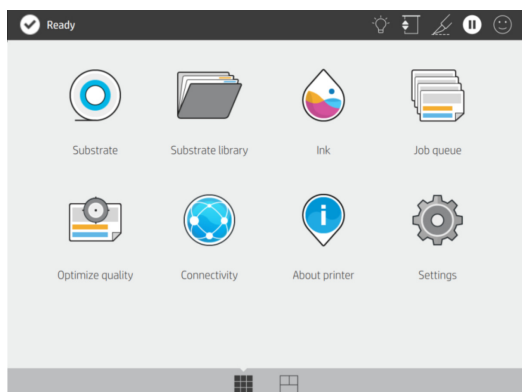 Ready
Substrate
Substrate library
Ink
Job queue
Optimize quality
Connectivity
About printer
Settings